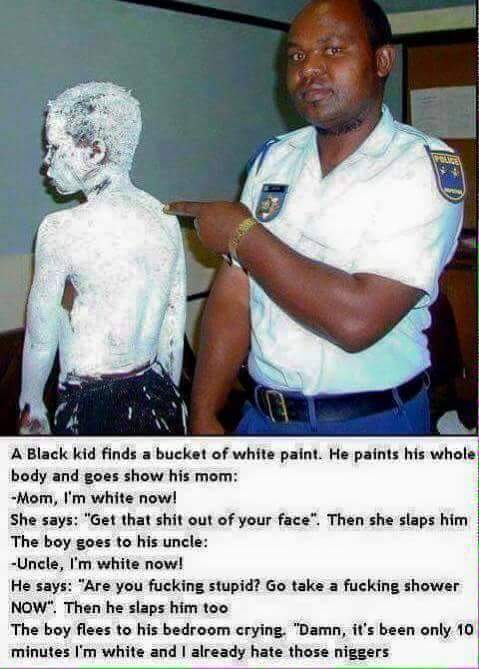 POLICE
A Black kid finds a bucket of white paint. He paints his whole
body and goes show his mom:
-Mom, I'm white now!
She says: "Get that shit out of your face". Then she slaps him
The boy goes to his uncle:
-Uncle, I'm white now!
He says: "Are you fucking stupid? Go take a fucking shower
NOW". Then he slaps him too
The boy flees to his bedroom crying. "Damn, it's been only 10
minutes I'm white and I already hate those niggers